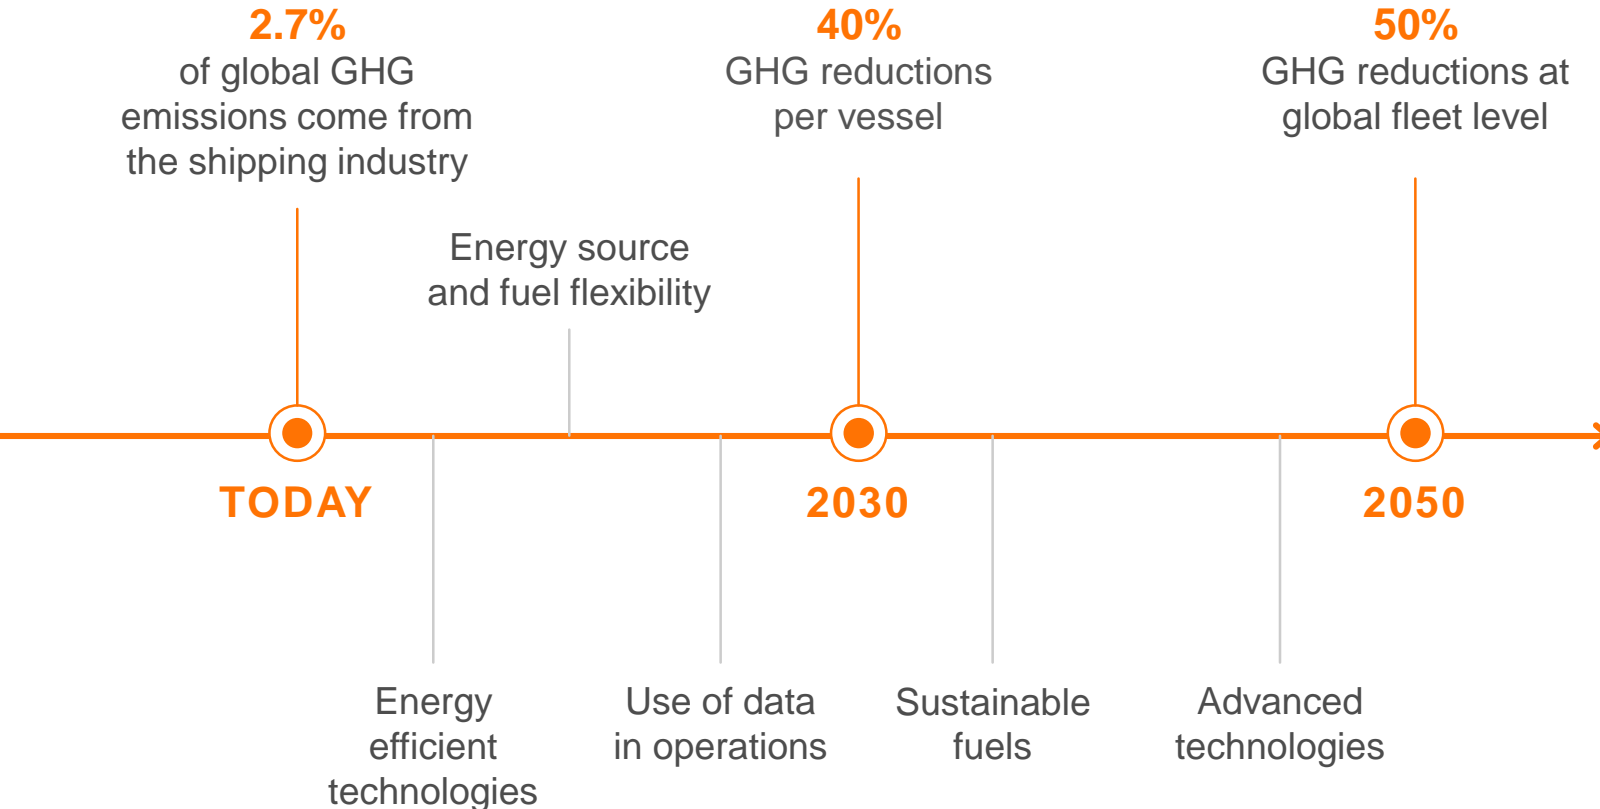 2.7%
of global GHG
emissions come from
the shipping industry
40%
GHG reductions
per vessel
50%
GHG reductions at
global fleet level
Energy source
and fuel flexibility
TODAY
2030
2050
Energy
efficient
technologies
Use of data
in operations
Sustainable
fuels
Advanced
technologies